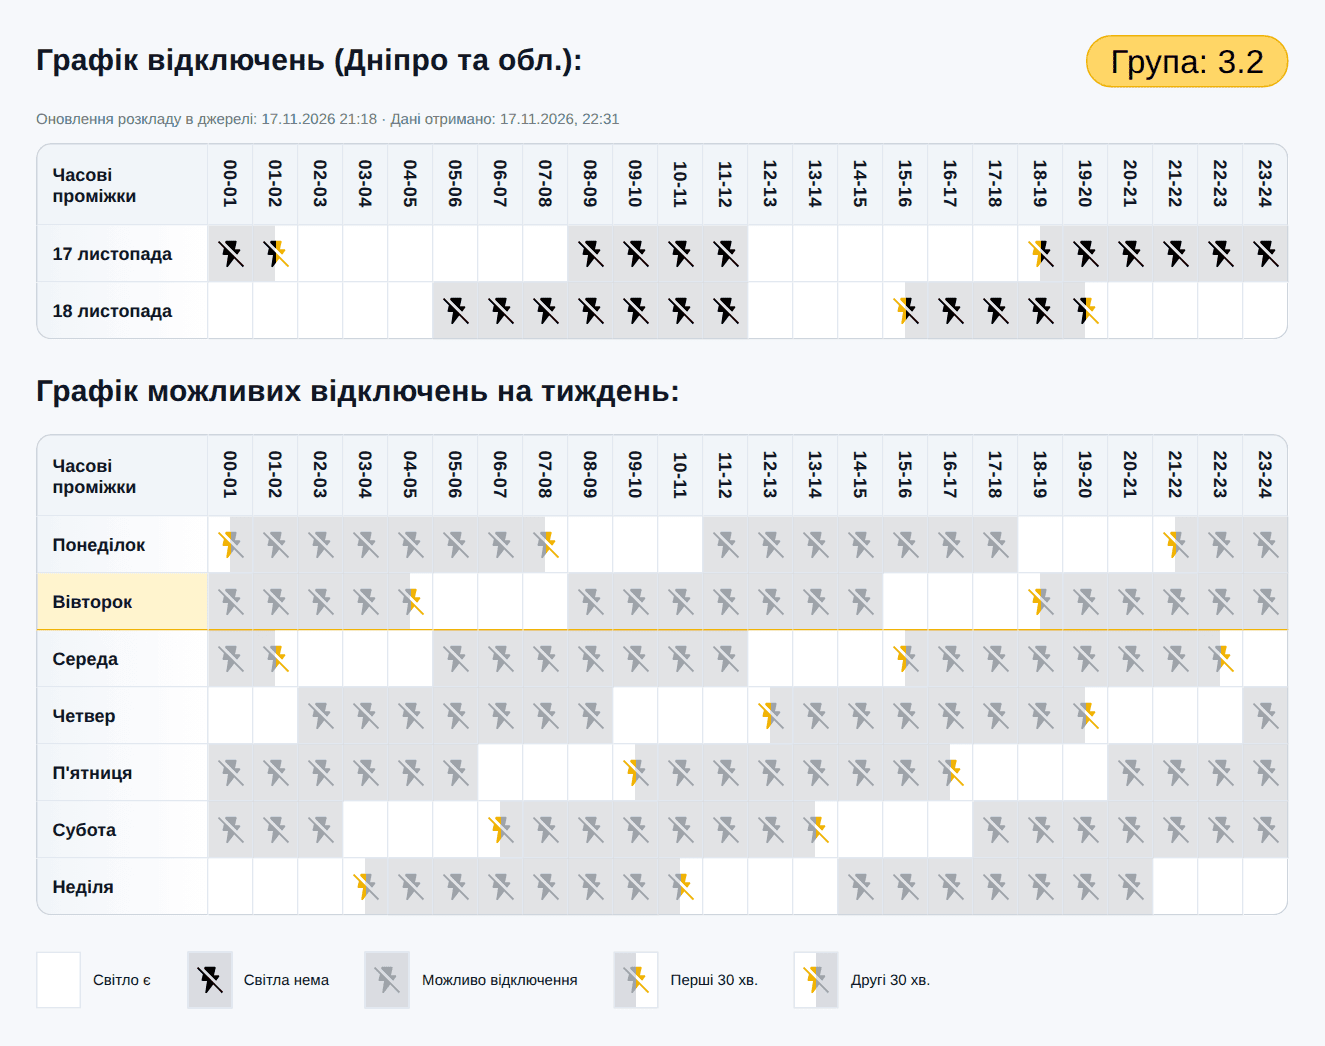 Графік відключень (Дніпро та обл.):
Група: 3.2
Оновлення розкладу в джерелі: 17.11.2026 21:18 · Дані отримано: 17.11.2026, 22:31
Часові
проміжки
00-01 01-02 02-03 03-04 04-05 05-06 06-07 07-08 08-09 09-10 10-11 11-12 12-13 13-14 14-15 15-16 16-17 17-18 18-19 19-20 20-21 21-22 22-23 23-24
17 листопада
18 листопада
Графік можливих відключень на тиждень:
Часові
проміжки
00-01 01-02 02-03 03-04 04-05 05-06 06-07 07-08 08-09 09-10 10-11 11-12 12-13 13-14 14-15 15-16 16-17 17-18 18-19 19-20 20-21 21-22 22-23 23-24
Понеділок
Вівторок
Середа
Четвер
П'ятниця
Субота
Неділя
Світло є
Світла нема
Можливо відключення
Перші 30 хв.
Другі 30 хв.